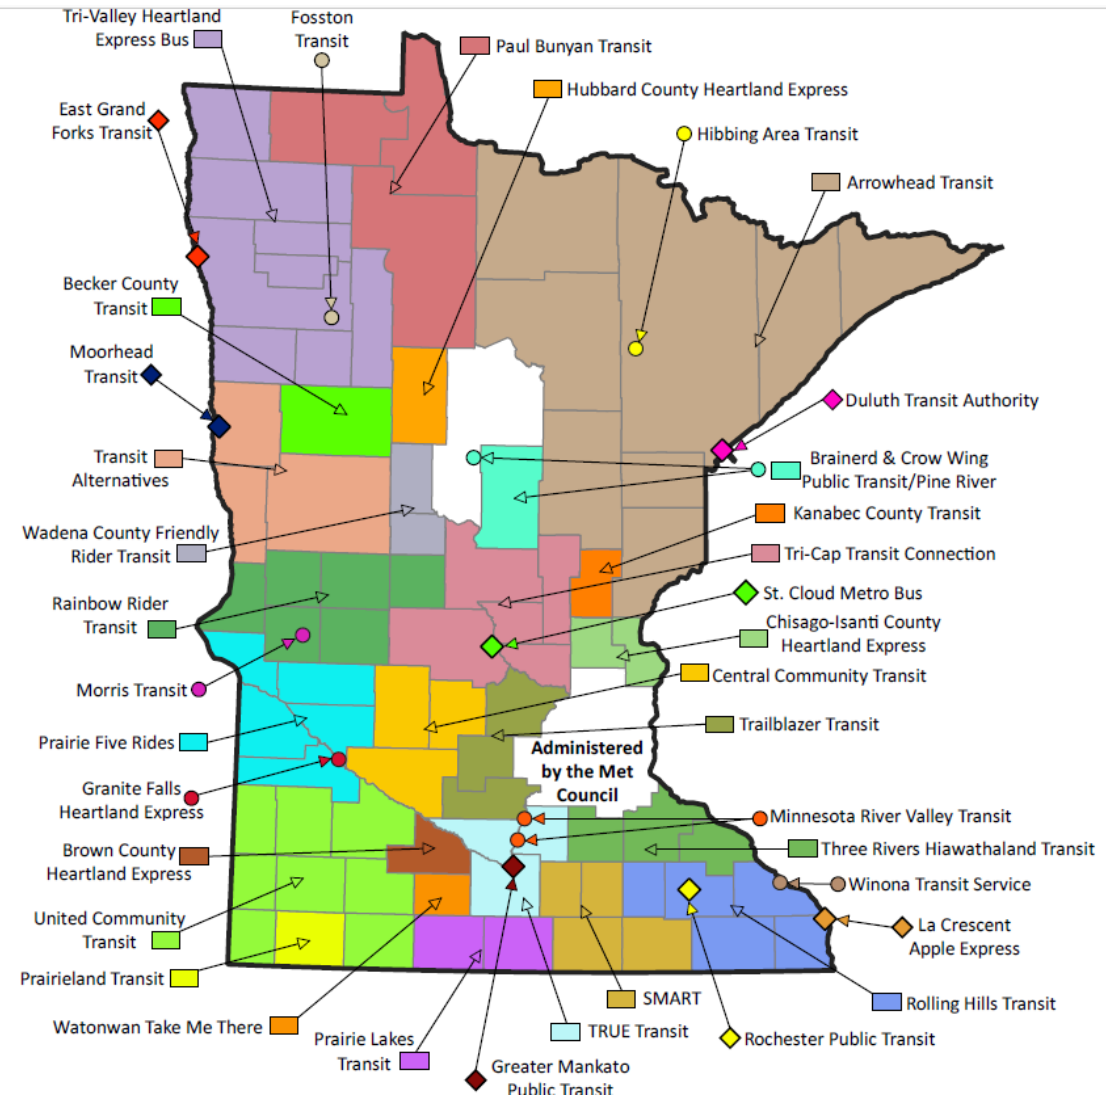 Tri-Valley Heartland
Express Bus
Fosston
Transit
Paul Bunyan Transit
Hubbard County Heartland Express
East Grand
Forks Transit
Hibbing Area Transit
Arrowhead Transit
Becker County
Transit
Moorhead
Transit
Duluth Transit Authority
Transit
Alternatives
Brainerd & Crow Wing
Public Transit/Pine River
Kanabec County Transit
Wadena County Friendly
Rider Transit
Tri-Cap Transit Connection
St. Cloud Metro Bus
Rainbow Rider
Transit
Chisago-Isanti County
Heartland Express
Central Community Transit
Morris Transit
Trailblazer Transit
Prairie Five Rides
Administered
by the Met
Council
Granite Falls
Heartland Express
Minnesota River Valley Transit
Brown County
Heartland Express
Three Rivers Hiawathaland Transit
Winona Transit Service
United Community
Transit
La Crescent
Apple Express
Prairieland Transit
SMART
Rolling Hills Transit
Watonwan Take Me There
TRUE Transit
Prairie Lakes
Transit
Rochester Public Transit
Greater Mankato
Public Transit